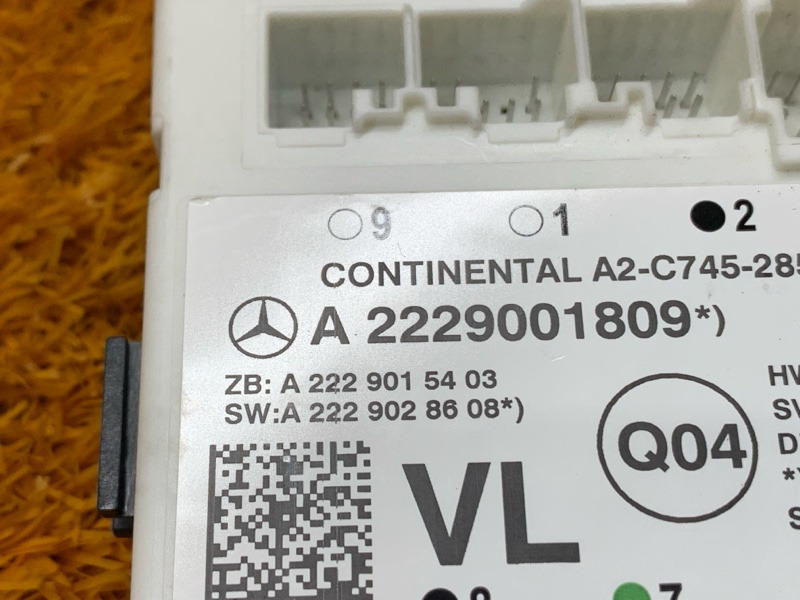 9 1 2
CONTINENTAL A2-C745-285
A 2229001809*)
ZB: A 222 901 54 03
SW:A 222 902 86 08*)
Q04
VL
7